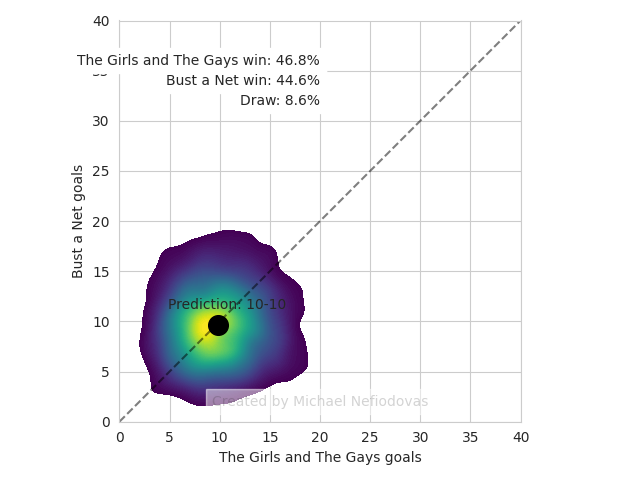 40
The Girls and The Gays win: 46.8%
35
Bust a Net win: 44.6%
Draw: 8.6%
30
25
20
15
Prediction: 10-10
10
5
Created by Michael Nefiodovas
0
0 5 10 15 20 25 30 35 40
The Girls and The Gays goals
Bust a Net goals